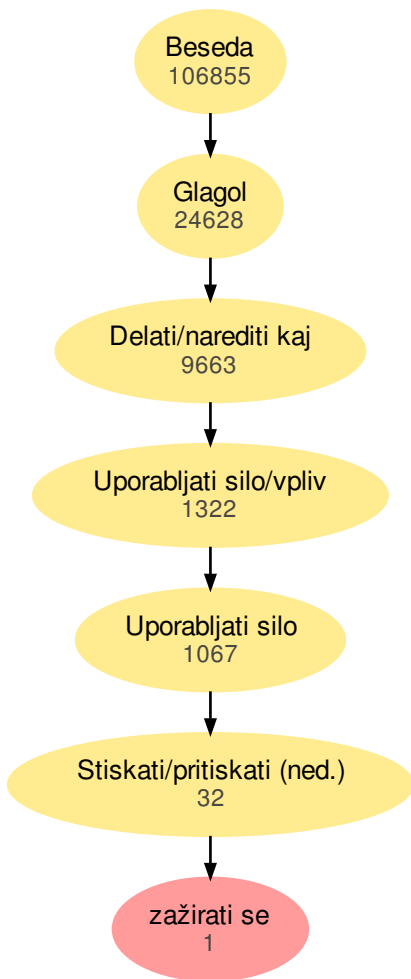 Beseda
106855
Glagol
24628
Delati/narediti kaj
9663
Uporabljati silo/vpliv
1322
Uporabljati silo
1067
Stiskati/pritiskati (ned.)
32
zažirati se
1